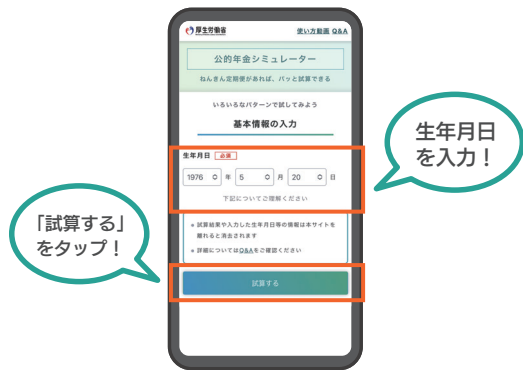 厚生労働省
使い方動画 Q&A
公的年金シミュレーター
ねんきん定期便があれば、パッと試算できる
いろいろなパターンで試してみよう
基本情報の入力
生年月日 必須
1976 年 5 月 20 日
下記についてご理解ください
試算結果や入力した生年月日等の情報は本サイトを
離れると消去されます
詳細についてはQ&Aをご確認ください
試算する
生年月日
を入力！
「試算する」
をタップ！